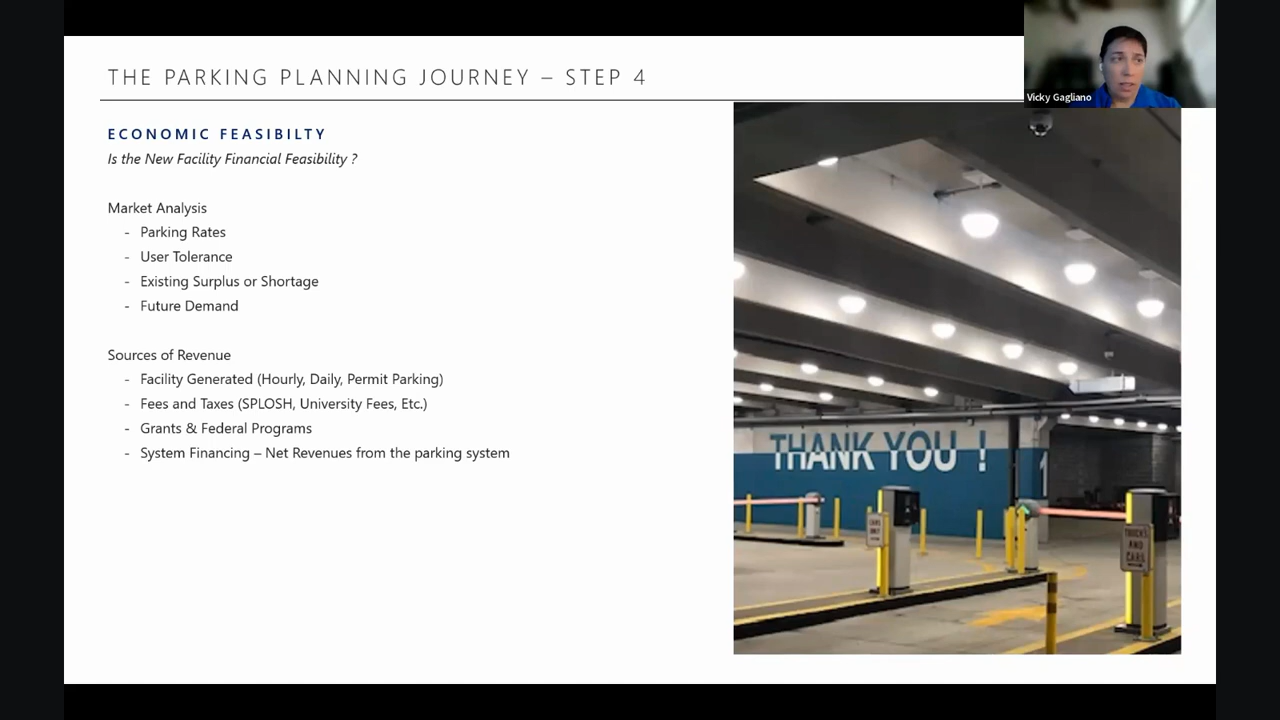 THE PARKING PLANNING JOURNEY – STEP 4
Vicky Gagliano
ECONOMIC FEASIBILTY
Is the New Facility Financial Feasibility ?
Market Analysis
- Parking Rates
- User Tolerance
- Existing Surplus or Shortage
- Future Demand
Sources of Revenue
- Facility Generated (Hourly, Daily, Permit Parking)
- Fees and Taxes (SPLOSH, University Fees, Etc.)
- Grants & Federal Programs
- System Financing – Net Revenues from the parking system
THANK YOU !
1
CARS
ONLY
TRUCKS
AND
CARS